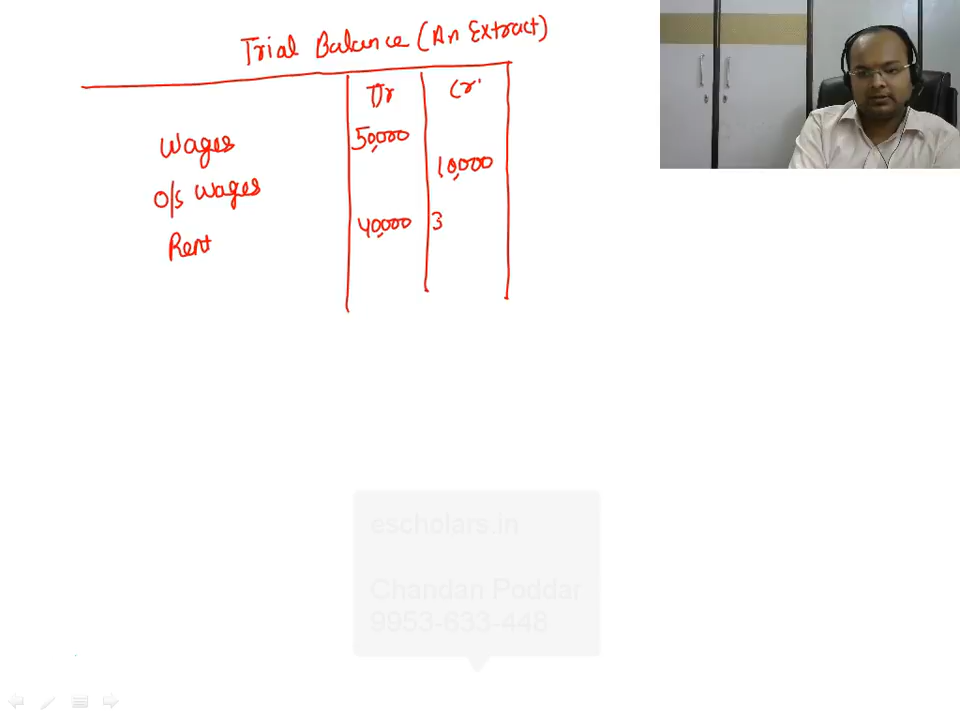 Trial Balance (An Extract)
Dr Cr
Wages 50,000
O/s Wages 10,000
Rent 40,000 3
escholars.in
Chandan Poddar
9953-633-448